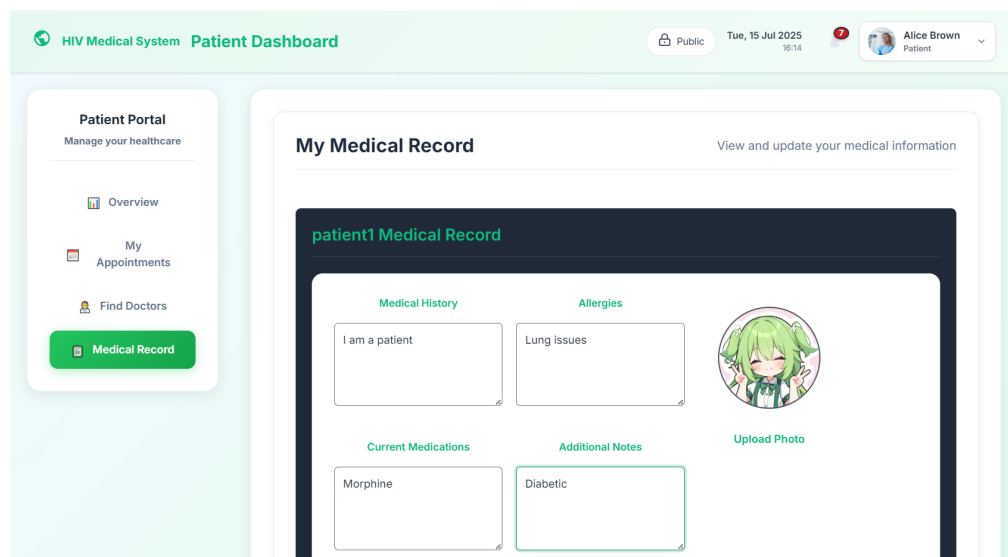 HIV Medical System Patient Dashboard
Public
Tue, 15 Jul 2025
16:14
7
Alice Brown
Patient
Patient Portal
Manage your healthcare
Overview
My
Appointments
Find Doctors
Medical Record
My Medical Record
View and update your medical information
patient1 Medical Record
Medical History
Allergies
I am a patient
Lung issues
Upload Photo
Current Medications
Additional Notes
Morphine
Diabetic